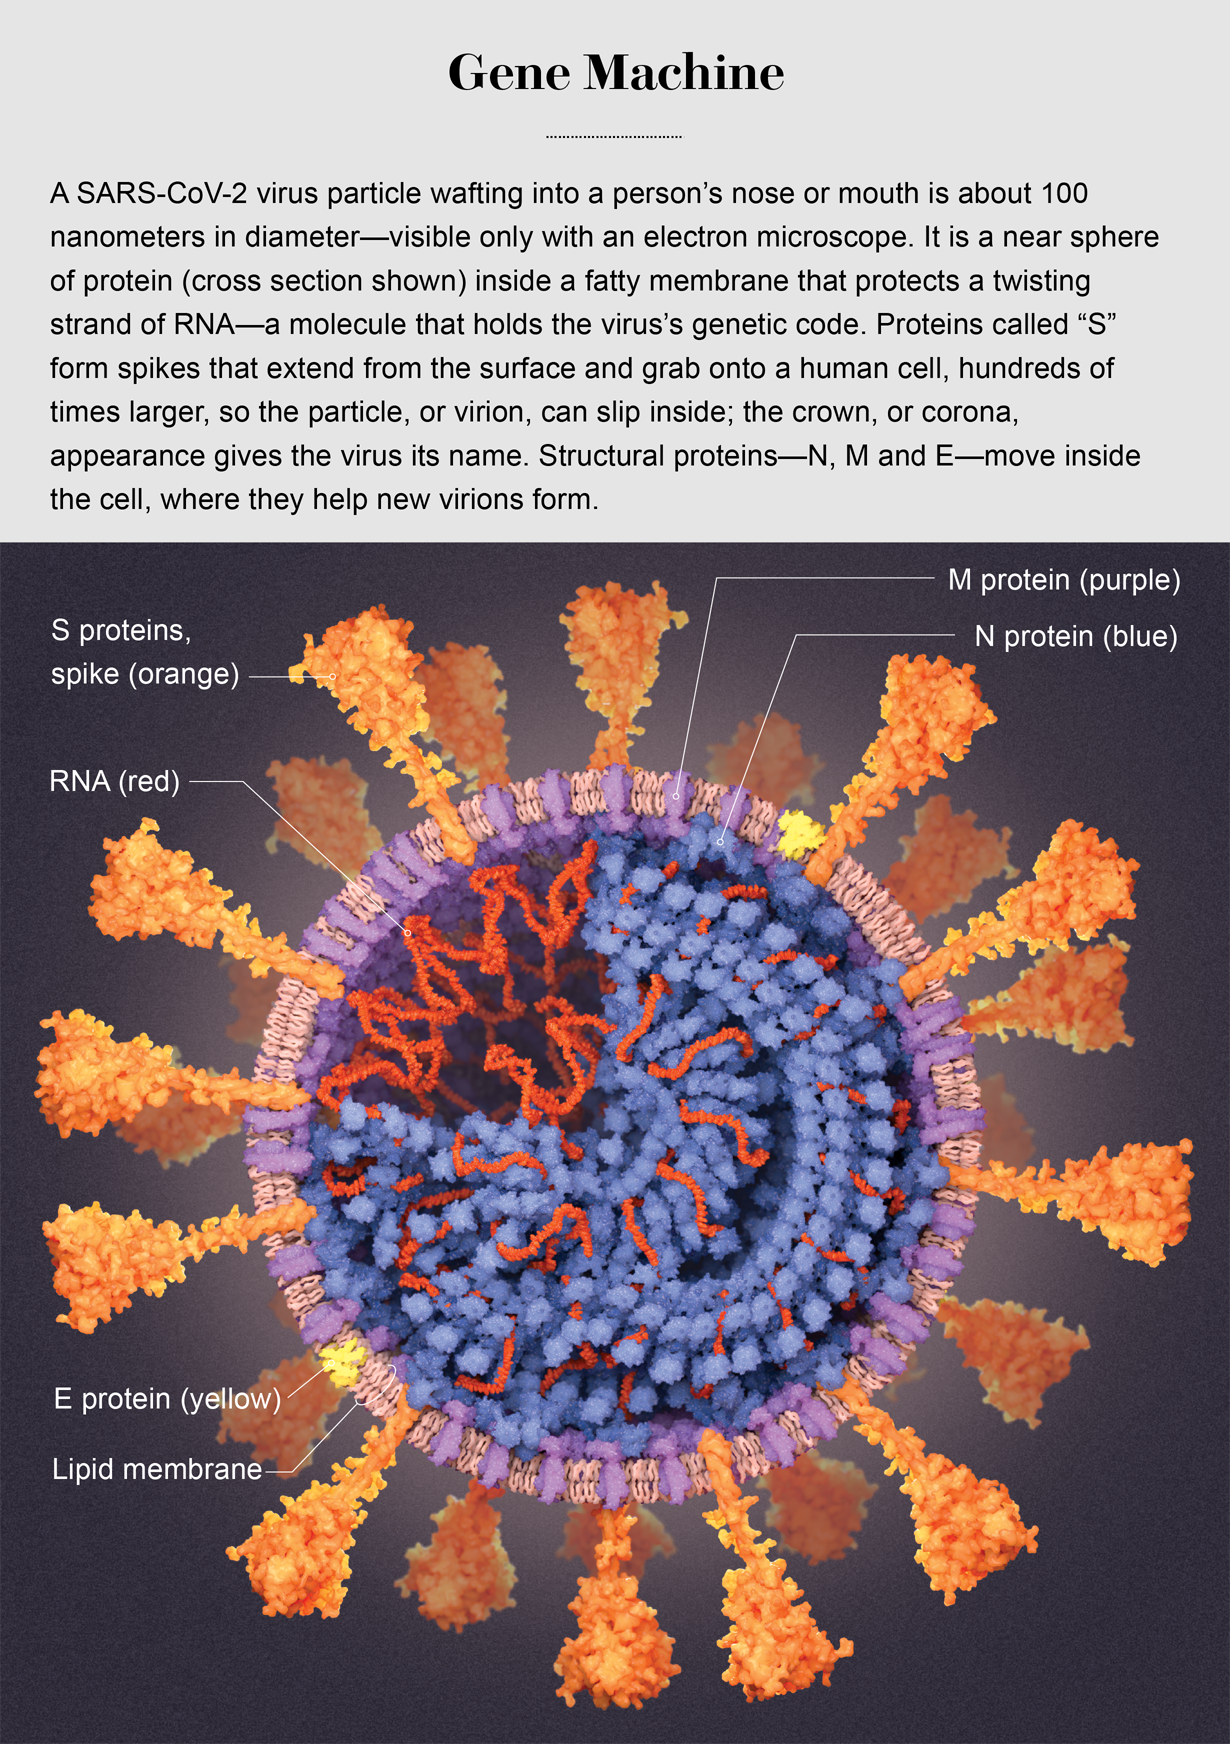 Gene Machine
A SARS-CoV-2 virus particle wafting into a person’s nose or mouth is about 100
nanometers in diameter—visible only with an electron microscope. It is a near sphere
of protein (cross section shown) inside a fatty membrane that protects a twisting
strand of RNA—a molecule that holds the virus’s genetic code. Proteins called “S”
form spikes that extend from the surface and grab onto a human cell, hundreds of
times larger, so the particle, or virion, can slip inside; the crown, or corona,
appearance gives the virus its name. Structural proteins—N, M and E—move inside
the cell, where they help new virions form.
M protein (purple)
S proteins,
spike (orange)
N protein (blue)
RNA (red)
E protein (yellow)
Lipid membrane